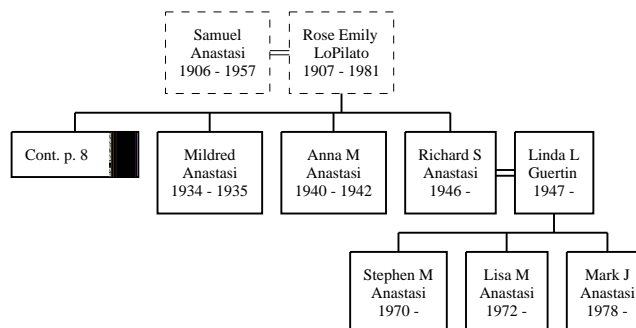 Samuel
Anastasi
1906 - 1957
Rose Emily
LoPilato
1907 - 1981
Cont. p. 8
Mildred
Anastasi
1934 - 1935
Anna M
Anastasi
1940 - 1942
Richard S
Anastasi
1946 -
Linda L
Guertin
1947 -
Stephen M
Anastasi
1970 -
Lisa M
Anastasi
1972 -
Mark J
Anastasi
1978 -